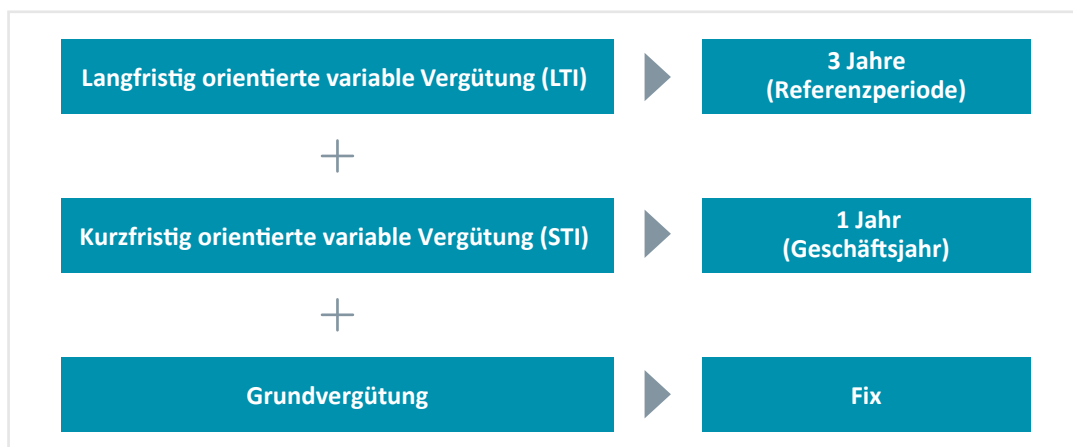 Langfristig orientierte variable Vergütung (LTI)
3 Jahre
(Referenzperiode)
+
Kurzfristig orientierte variable Vergütung (STI)
1 Jahr
(Geschäftsjahr)
+
Grundvergütung
Fix